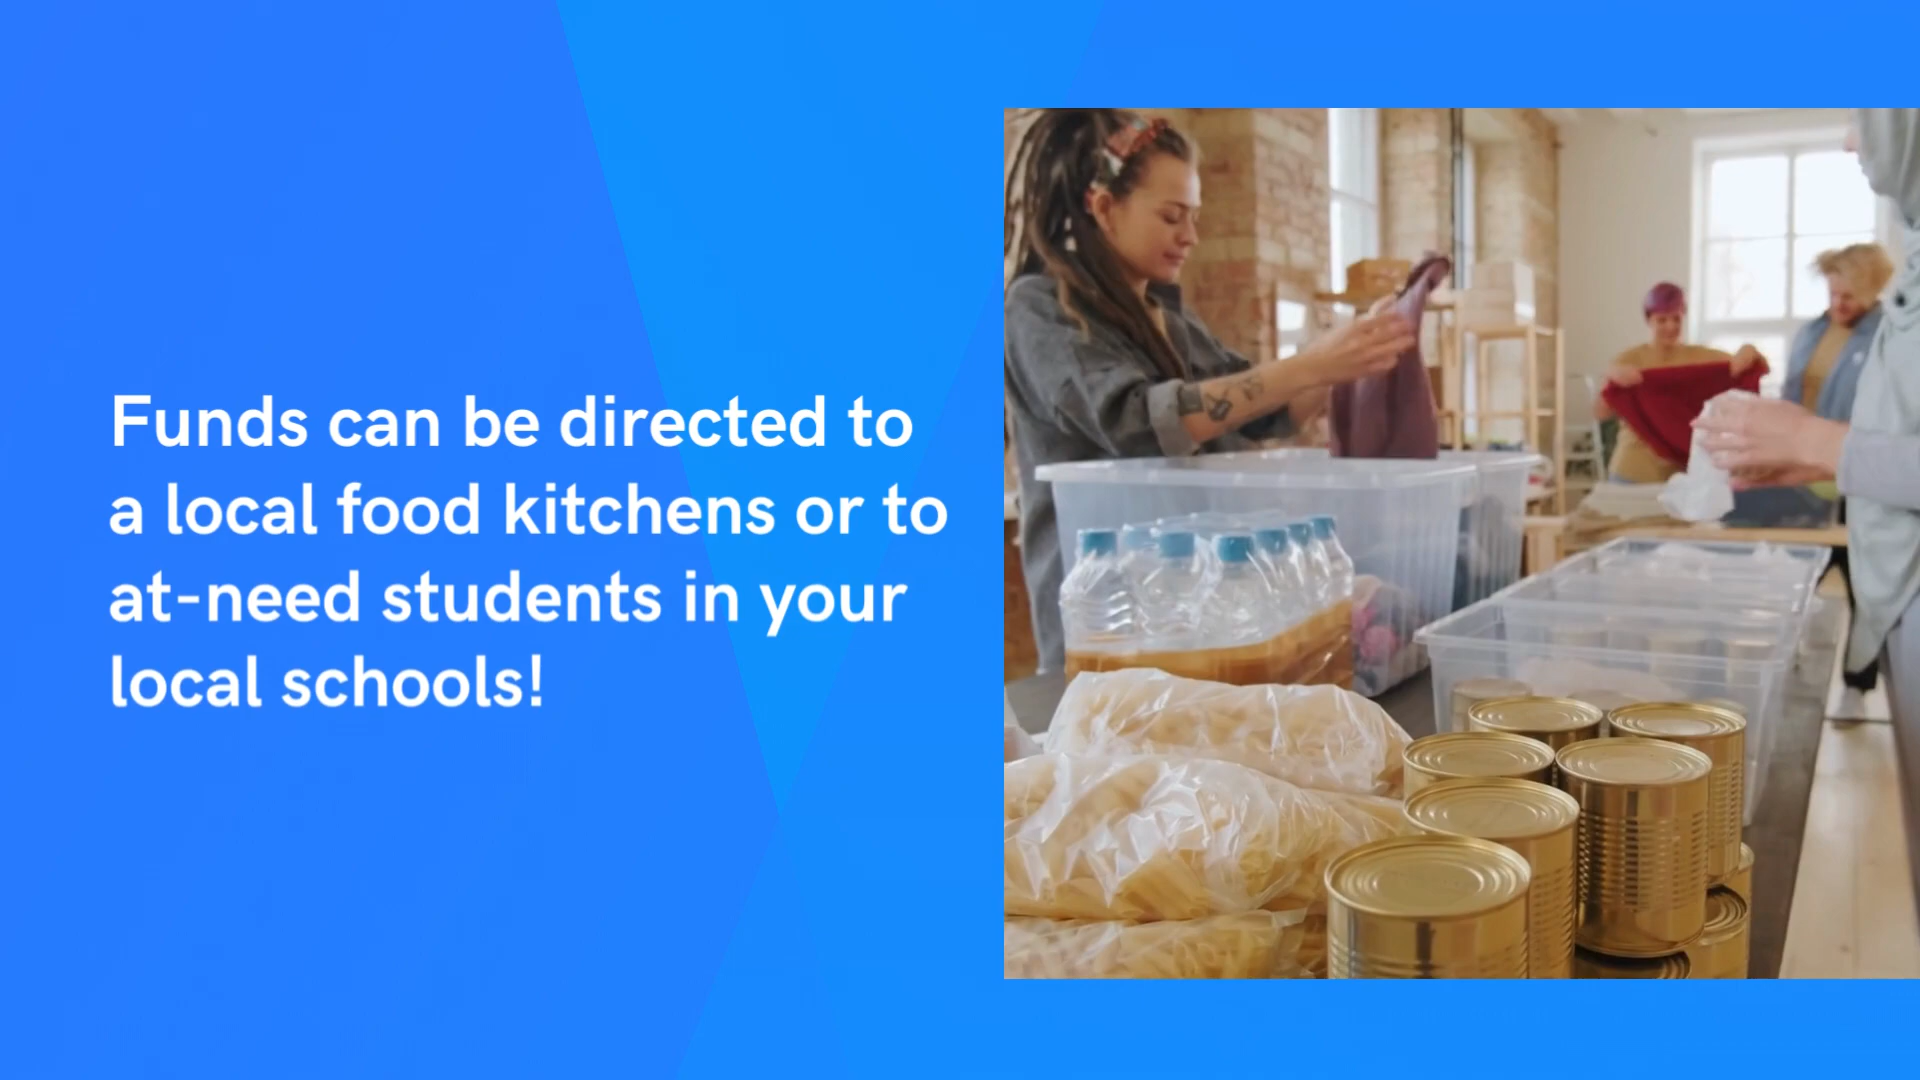 Funds can be directed to
a local food kitchens or to
at-need students in your
local schools!